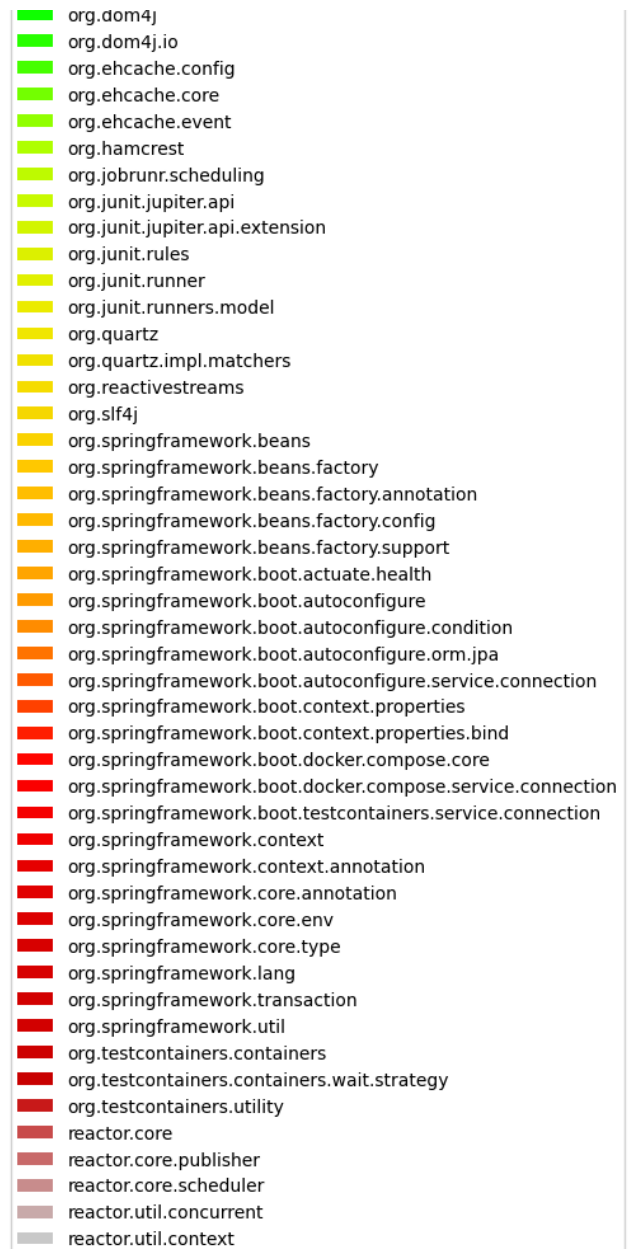 org.dom4j
org.dom4j.io
org.ehcache.config
org.ehcache.core
org.ehcache.event
org.hamcrest
org.jobrunr.scheduling
org.junit.jupiter.api
org.junit.jupiter.api.extension
org.junit.rules
org.junit.runner
org.junit.runners.model
org.quartz
org.quartz.impl.matchers
org.reactivestreams
org.slf4j
org.springframework.beans
org.springframework.beans.factory
org.springframework.beans.factory.annotation
org.springframework.beans.factory.config
org.springframework.beans.factory.support
org.springframework.boot.actuate.health
org.springframework.boot.autoconfigure
org.springframework.boot.autoconfigure.condition
org.springframework.boot.autoconfigure.orm.jpa
org.springframework.boot.autoconfigure.service.connection
org.springframework.boot.context.properties
org.springframework.boot.context.properties.bind
org.springframework.boot.docker.compose.core
org.springframework.boot.docker.compose.service.connection
org.springframework.boot.testcontainers.service.connection
org.springframework.context
org.springframework.context.annotation
org.springframework.core.annotation
org.springframework.core.env
org.springframework.core.type
org.springframework.lang
org.springframework.transaction
org.springframework.util
org.testcontainers.containers
org.testcontainers.containers.wait.strategy
org.testcontainers.utility
reactor.core
reactor.core.publisher
reactor.core.scheduler
reactor.util.concurrent
reactor.util.context